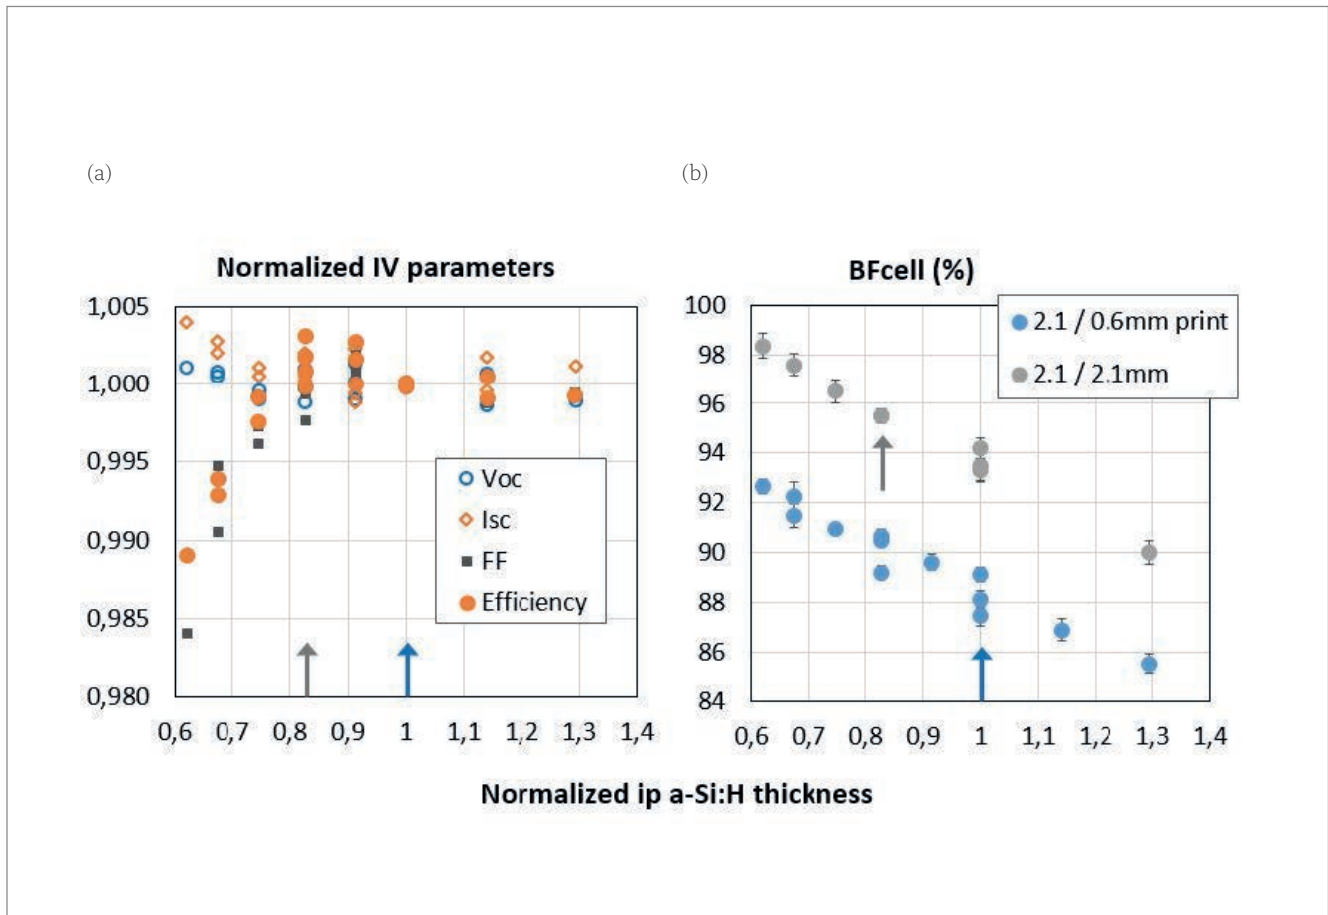 (a)
(b)
Normalized IV parameters
1,005
1,000
0,995
0,990
0,985
0,980
0,6 0,7 0,8 0,9 1 1,1 1,2 1,3 1,4
Voc
Isc
FF
Efficiency
BFcell (%)
100
98
96
94
92
90
88
86
84
0,6 0,7 0,8 0,9 1 1,1 1,2 1,3 1,4
2.1 / 0.6mm print
2.1 / 2.1mm
Normalized ip a-Si:H thickness